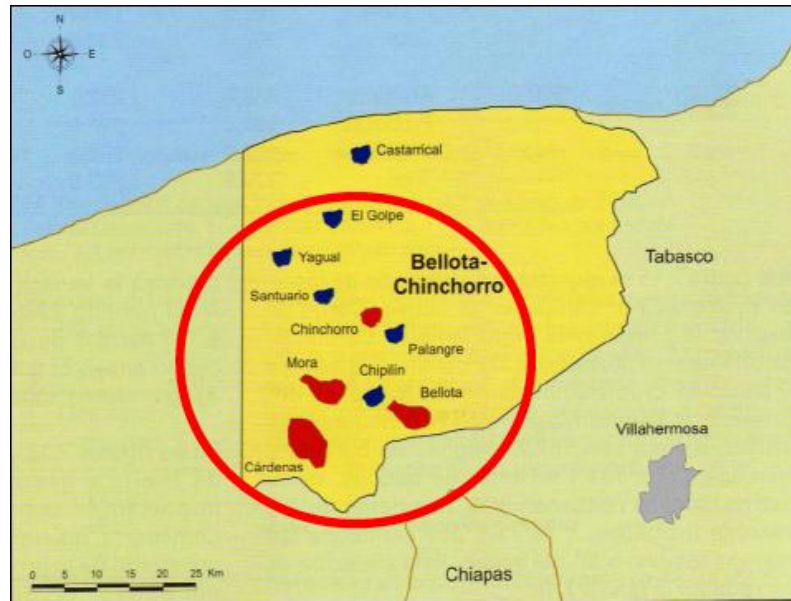 N
O E
S
Castarrical
El Golpe
Yagual
Bellota-
Chinchorro
Tabasco
Santuario
Chinchorro
Palangre
Mora
Chipilín
Bellota
Villahermosa
Cárdenas
0 5 10 15 20 25 Km
Chiapas